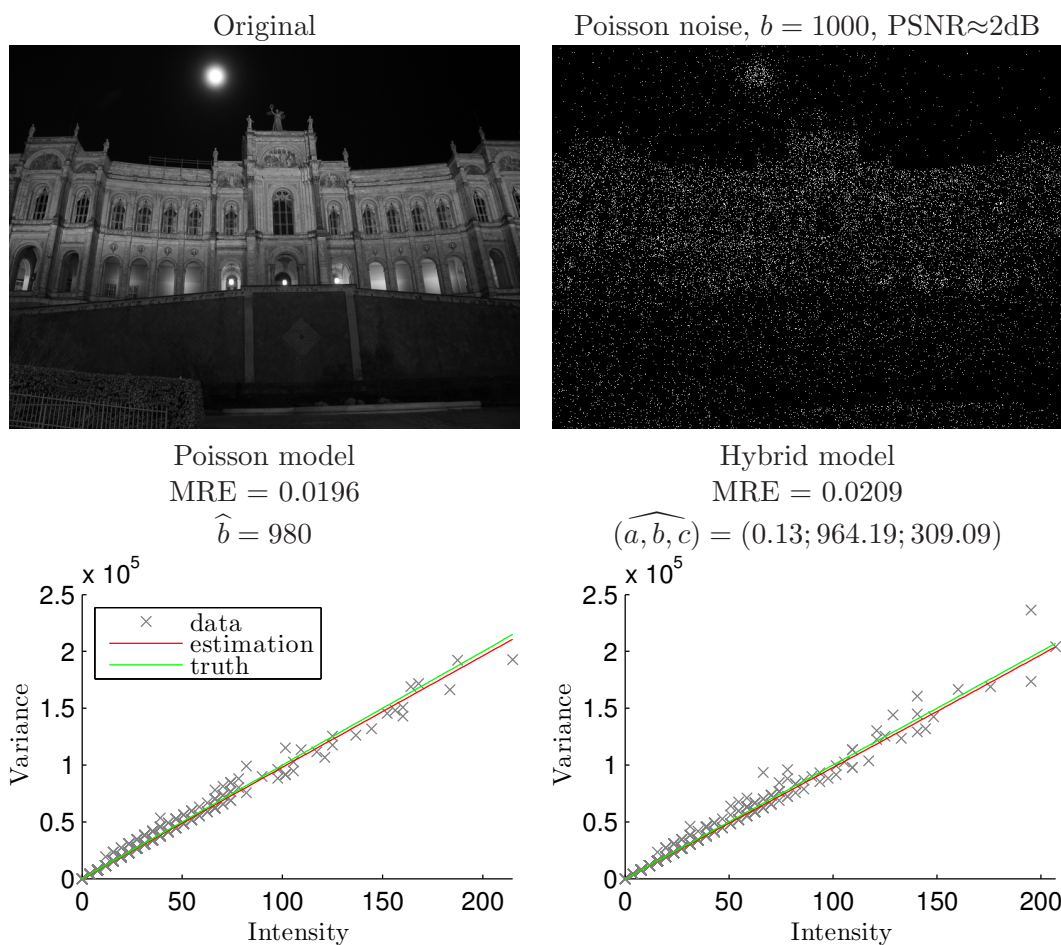 Original
Poisson noise, b = 1000, PSNR≈2dB
Poisson model
MRE = 0.0196
b̂ = 980
Hybrid model
MRE = 0.0209
(a, b, c)̂ = (0.13; 964.19; 309.09)
x 10^5
2.5
2
1.5
1
0.5
0
Variance
data
estimation
truth
0 50 100 150 200
Intensity
x 10^5
2.5
2
1.5
1
0.5
0
Variance
0 50 100 150 200
Intensity